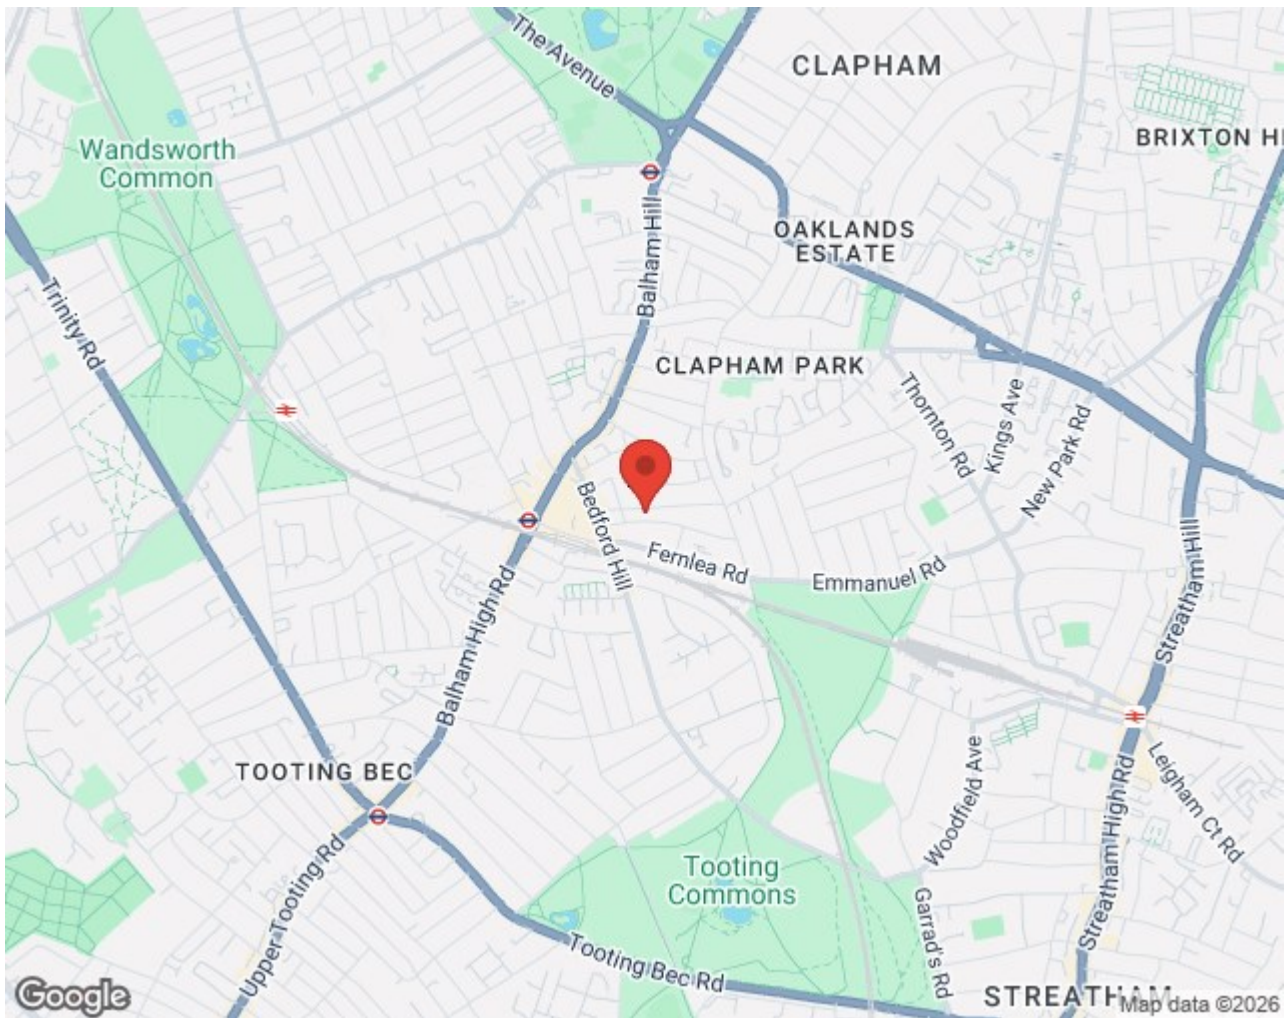 The Avenue
CLAPHAM
BRIXTON HI
Wandsworth
Common
Balham Hill
OAKLANDS
ESTATE
Trinity Rd
CLAPHAM PARK
Thornton Rd
Kings Ave
New Park Rd
Bedford Hill
Fernlea Rd
Emmanuel Rd
Streatham Hill
Balham High Rd
TOOTING BEC
Woodfield Ave
Leigham Ct Rd
Streatham High Rd
Upper Tooting Rd
Tooting
Commons
Garrad's Rd
Tooting Bec Rd
STREATHAM
Google
Map data ©2026